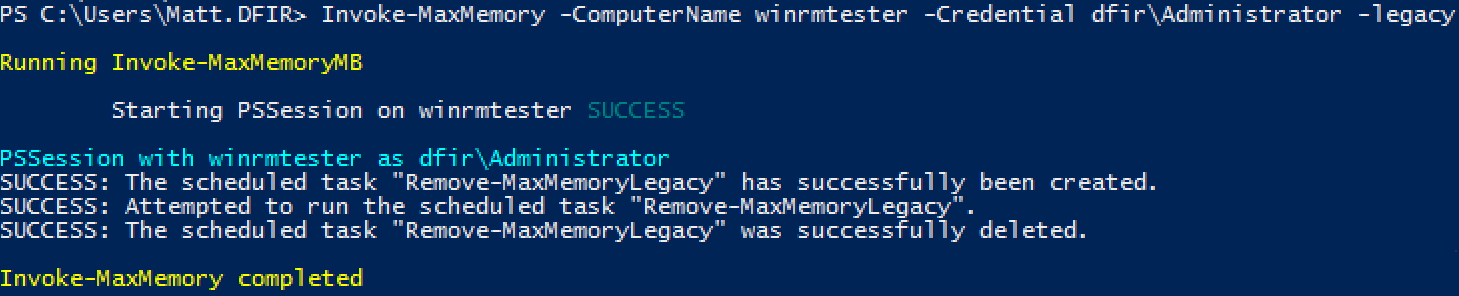 PS C:\Users\Matt.DFIR> Invoke-MaxMemory -ComputerName winrmtester -Credential dfir\Administrator -legacy
Running Invoke-MaxMemoryMB
Starting PSSession on winrmtester SUCCESS
PSSession with winrmtester as dfir\Administrator
SUCCESS: The scheduled task "Remove-MaxMemoryLegacy" has successfully been created.
SUCCESS: Attempted to run the scheduled task "Remove-MaxMemoryLegacy".
SUCCESS: The scheduled task "Remove-MaxMemoryLegacy" was successfully deleted.
Invoke-MaxMemory completed